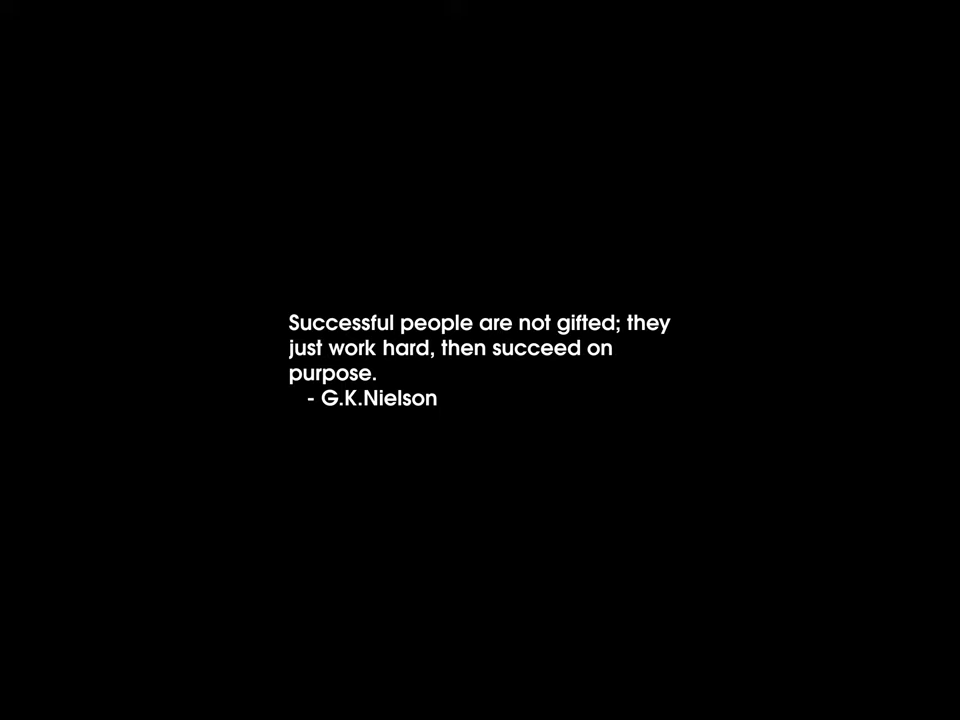 Successful people are not gifted; they
just work hard, then succeed on
purpose.
- G.K.Nielson